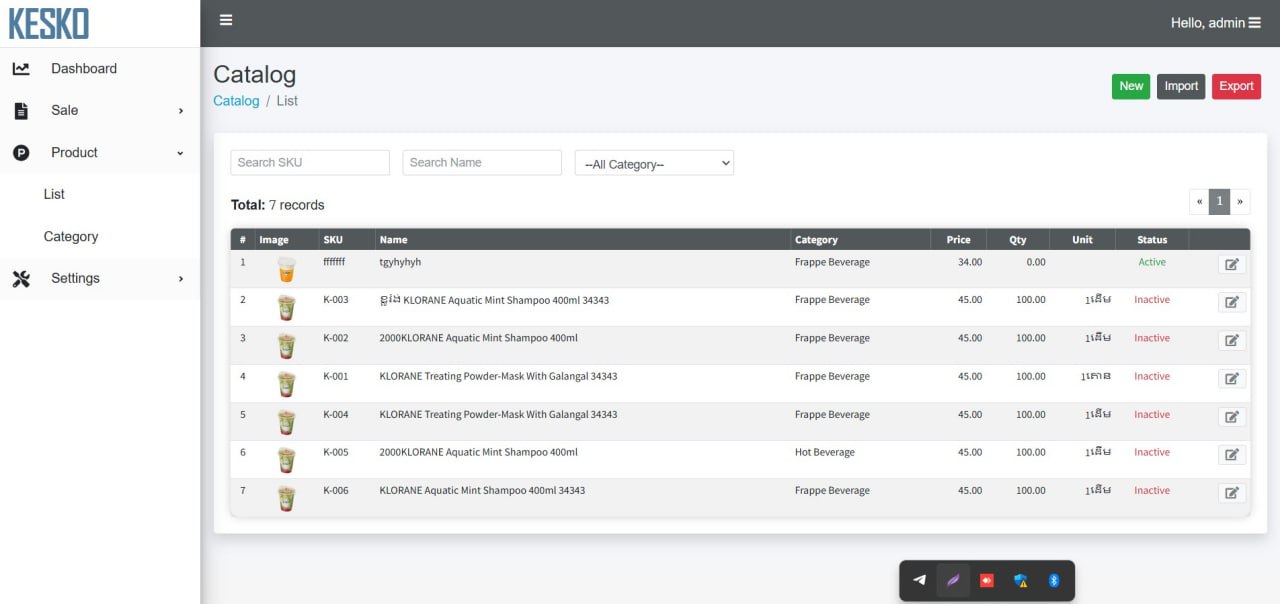 KESKO
Hello, admin
Dashboard
Sale
Product
List
Category
Settings
Catalog
Catalog / List
New Import Export
Search SKU Search Name --All Category--
Total: 7 records
« 1 »
# Image SKU Name Category Price Qty Unit Status
1 fffffff tgyhyhyh Frappe Beverage 34.00 0.00 Active
2 K-003 KLORANE Aquatic Mint Shampoo 400ml 34343 Frappe Beverage 45.00 100.00 1ដើម Inactive
3 K-002 2000KLORANE Aquatic Mint Shampoo 400ml Frappe Beverage 45.00 100.00 1ដើម Inactive
4 K-001 KLORANE Treating Powder-Mask With Galangal 34343 Frappe Beverage 45.00 100.00 1កោន Inactive
5 K-004 KLORANE Treating Powder-Mask With Galangal 34343 Frappe Beverage 45.00 100.00 1ដើម Inactive
6 K-005 2000KLORANE Aquatic Mint Shampoo 400ml Hot Beverage 45.00 100.00 1ដើម Inactive
7 K-006 KLORANE Aquatic Mint Shampoo 400ml 34343 Frappe Beverage 45.00 100.00 1ដើម Inactive